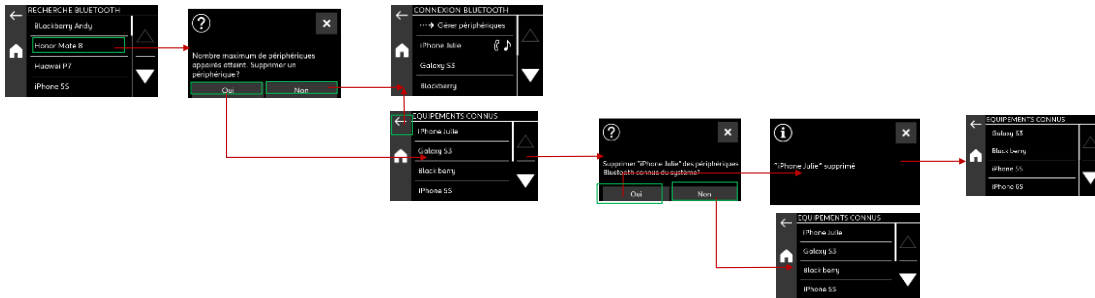 RECHERCHE BLUETOOTH
BLackberry Andy
Honor Mate 8
Huawei P7
iPhone 5S
?
×
Nombre maximum de périphériques
appairés atteint. Supprimer un
périphérique?
Oui
Non
CONNEXION BLUETOOTH
Gérer périphériques
iPhone Julie
Galaxy S3
Blackberry
EQUIPEMENTS CONNUS
iPhone Julie
Galaxy S3
Black berry
iPhone 5S
?
×
Supprimer "iPhone Julie" des périphériques
Bluetooth connus du système?
Oui
Non
i
×
"iPhone Julie" supprimé
EQUIPEMENTS CONNUS
Galaxy S3
Black berry
iPhone 5S
iPhone 6S
EQUIPEMENTS CONNUS
iPhone Julie
Galaxy S3
Black berry
iPhone 5S